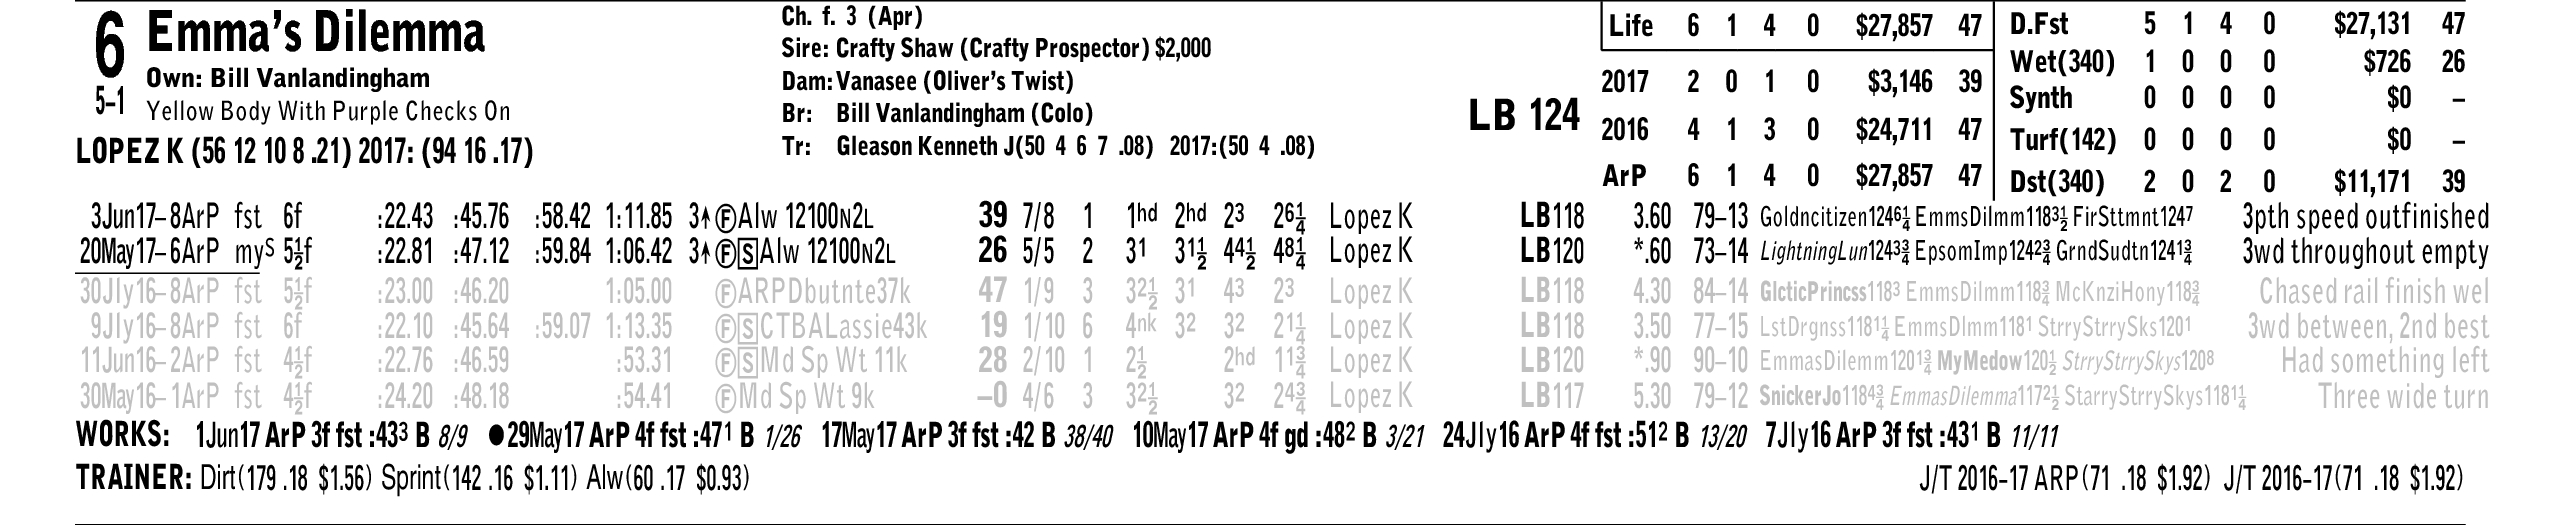 6 Emma's Dilemma
Own: Bill Vanlandingham
5–1 Yellow Body With Purple Checks On
LOPEZ K (56 12 10 8 .21) 2017: (94 16 .17)
Ch. f. 3 (Apr)
Sire: Crafty Shaw (Crafty Prospector) $2,000
Dam: Vanasee (Oliver's Twist)
Br: Bill Vanlandingham (Colo)
Tr: Gleason Kenneth J(50 4 6 7 .08) 2017:(50 4 .08)
LB 124
Life 6 1 4 0 $27,857 47
2017 2 0 1 0 $3,146 39
2016 4 1 3 0 $24,711 47
ArP 6 1 4 0 $27,857 47
D.Fst 5 1 4 0 $27,131 47
Wet(340) 1 0 0 0 $726 26
Synth 0 0 0 0 $0 –
Turf(142) 0 0 0 0 $0 –
Dst(340) 2 0 2 0 $11,171 39
3Jun17–8ArP fst 6f :22.43 :45.76 :58.42 1:11.85 3↑ⒻAlw 12100N2L 39 7/8 1 1hd 2hd 23 26¼ Lopez K LB118 3.60 79–13 Goldncitizen1246¼ EmmsDilmm1183½ FirSttmnt1247 3pth speed outfinished
20May17–6ArP myS 5½f :22.81 :47.12 :59.84 1:06.42 3↑Ⓕ🅂Alw 12100N2L 26 5/5 2 31 31½ 44½ 48¼ Lopez K LB120 *.60 73–14 LightningLun1243¾ EpsomImp1242¾ GrndSudtn1241¾ 3wd throughout empty
30Jly16–8ArP fst 5½f :23.00 :46.20 1:05.00 ⒻARPDbutnte37k 47 1/9 3 32½ 31 43 23 Lopez K LB118 4.30 84–14 GlcticPrincss1183 EmmsDilmm118¾ McKnziHony118¾ Chased rail finish wel
9Jly16–8ArP fst 6f :22.10 :45.64 :59.07 1:13.35 Ⓕ🅂CTBALassie43k 19 1/10 6 4nk 32 32 21¼ Lopez K LB118 3.50 77–15 LstDrgnss1181¼ EmmsDlmm1181 StrryStrrySks1201 3wd between, 2nd best
11Jun16–2ArP fst 4½f :22.76 :46.59 :53.31 Ⓕ🅂Md Sp Wt 11k 28 2/10 1 2½ 2hd 11¾ Lopez K LB120 *.90 90–10 EmmasDilemm1201¾ MyMedow120½ StrryStrrySkys1208 Had something left
30May16–1ArP fst 4½f :24.20 :48.18 :54.41 ⒻMd Sp Wt 9k –0 4/6 3 32½ 32 24¾ Lopez K LB117 5.30 79–12 SnickerJo1184¾ EmmasDilemma1172½ StarryStrrySkys1181¼ Three wide turn
WORKS: 1Jun17 ArP 3f fst :433 B 8/9 ●29May17 ArP 4f fst :471 B 1/26 17May17 ArP 3f fst :42 B 38/40 10May17 ArP 4f gd :482 B 3/21 24Jly16 ArP 4f fst :512 B 13/20 7Jly16 ArP 3f fst :431 B 11/11
TRAINER: Dirt(179 .18 $1.56) Sprint(142 .16 $1.11) Alw(60 .17 $0.93) J/T 2016–17 ARP(71 .18 $1.92) J/T 2016–17(71 .18 $1.92)